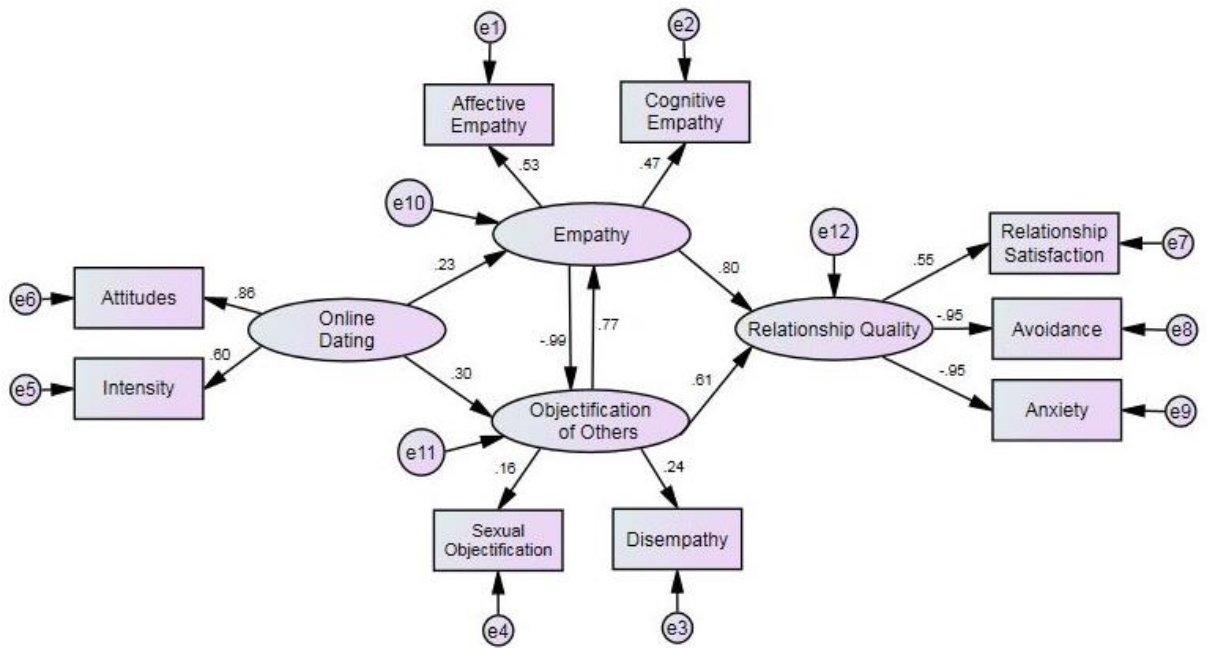 e1
e2
Affective
Empathy
Cognitive
Empathy
.53
.47
e10
Empathy
e12
Relationship
Satisfaction
e7
.23
.80
.55
e6
Attitudes
.86
Online
Dating
-.99
.77
Relationship Quality
-.95
Avoidance
e8
.60
e5
Intensity
.30
.61
-.95
Objectification
of Others
Anxiety
e9
e11
.16
.24
Sexual
Objectification
Disempathy
e4
e3